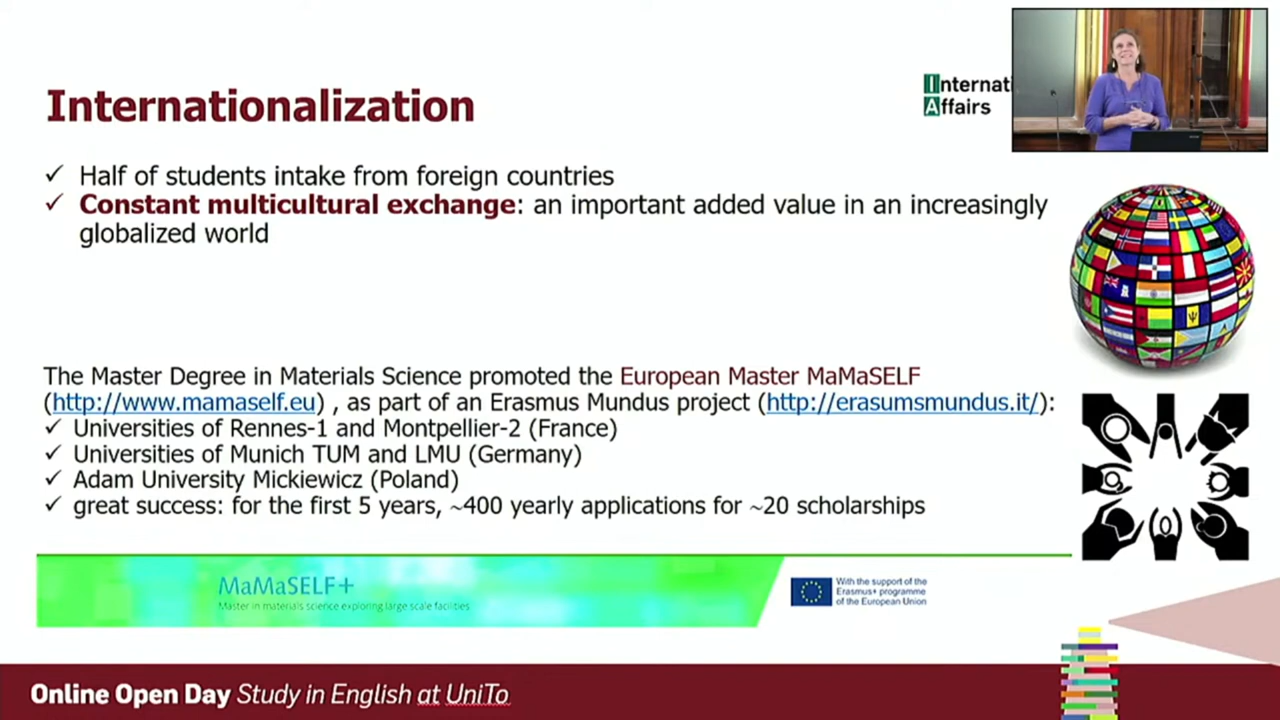 Internationalization
Internati
Affairs
✓ Half of students intake from foreign countries
✓ Constant multicultural exchange: an important added value in an increasingly
globalized world
The Master Degree in Materials Science promoted the European Master MaMaSELF
(http://www.mamaself.eu) , as part of an Erasmus Mundus project (http://erasumsmundus.it/):
✓ Universities of Rennes-1 and Montpellier-2 (France)
✓ Universities of Munich TUM and LMU (Germany)
✓ Adam University Mickiewicz (Poland)
✓ great success: for the first 5 years, ~400 yearly applications for ~20 scholarships
MaMaSELF+
Master in materials science exploring large scale facilities
With the support of the
Erasmus+ programme
of the European Union
Online Open Day Study in English at UniTo